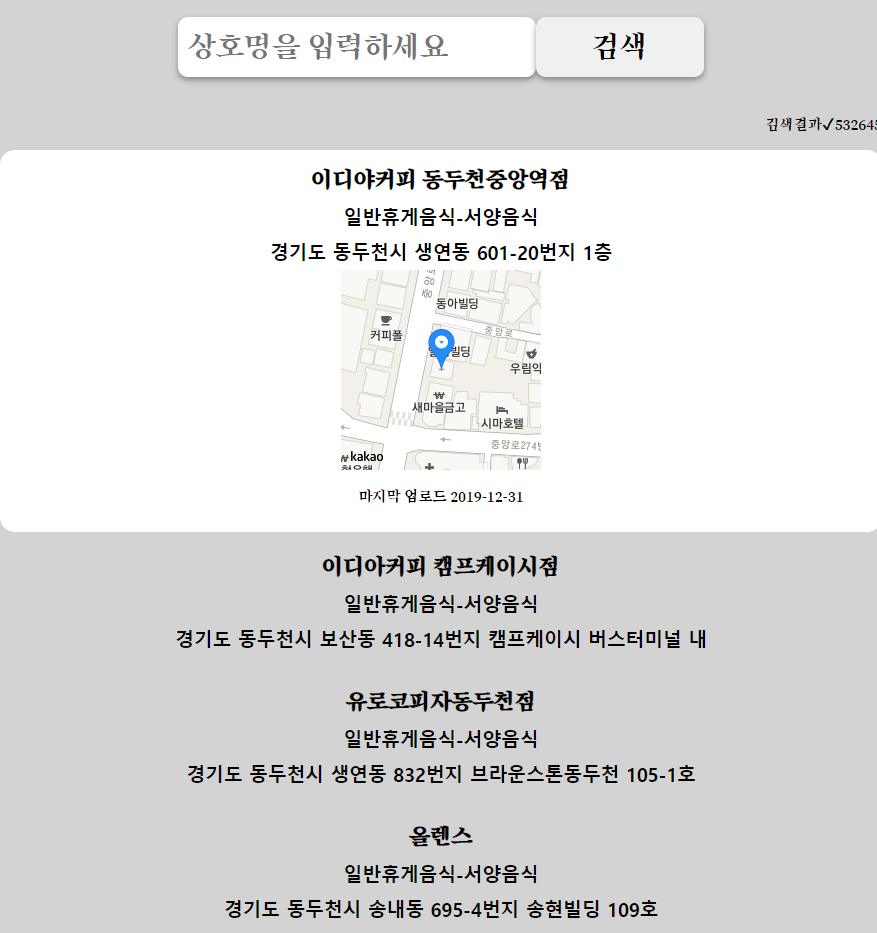 상호명을 입력하세요
검색
검색결과✓532645
이디야커피 동두천중앙역점
일반휴게음식-서양음식
경기도 동두천시 생연동 601-20번지 1층
중앙로
동아빌딩
중앙로
커피폴
빌딩
우림약
새마을금고
시마호텔
중앙로274번
kakao
마지막 업로드 2019-12-31
이디아커피 캠프케이시점
일반휴게음식-서양음식
경기도 동두천시 보산동 418-14번지 캠프케이시 버스터미널 내
유로코피자동두천점
일반휴게음식-서양음식
경기도 동두천시 생연동 832번지 브라운스톤동두천 105-1호
올렌스
일반휴게음식-서양음식
경기도 동두천시 송내동 695-4번지 송현빌딩 109호